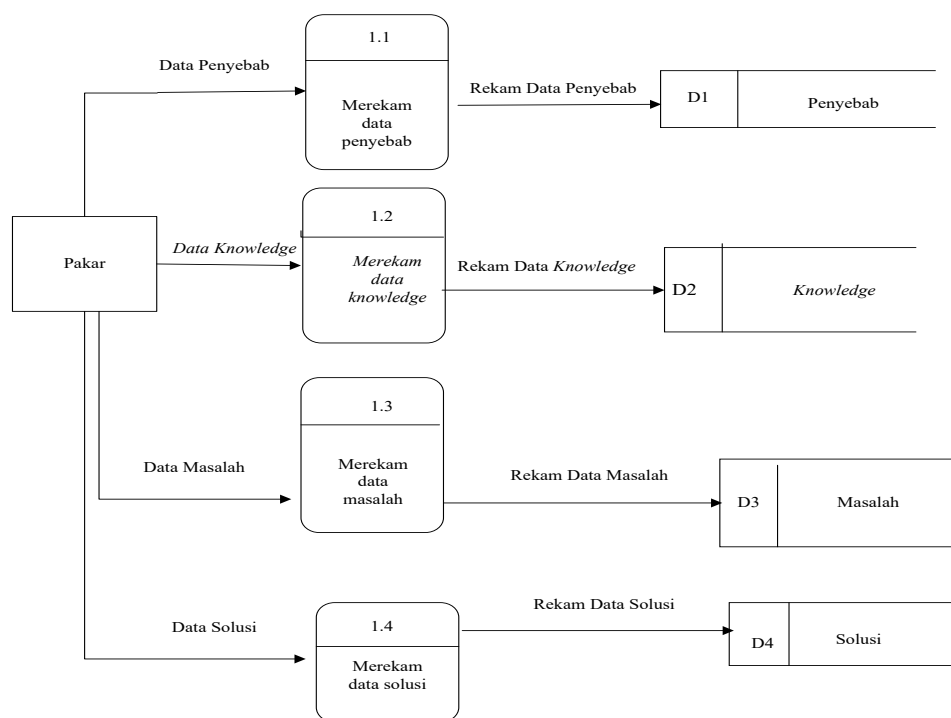 1.1
Data Penyebab
Merekam
data
penyebab
Rekam Data Penyebab
D1
Penyebab
Pakar
1.2
Data Knowledge
Merekam
data
knowledge
Rekam Data Knowledge
D2
Knowledge
1.3
Data Masalah
Merekam
data
masalah
Rekam Data Masalah
D3
Masalah
Data Solusi
1.4
Merekam
data solusi
Rekam Data Solusi
D4
Solusi